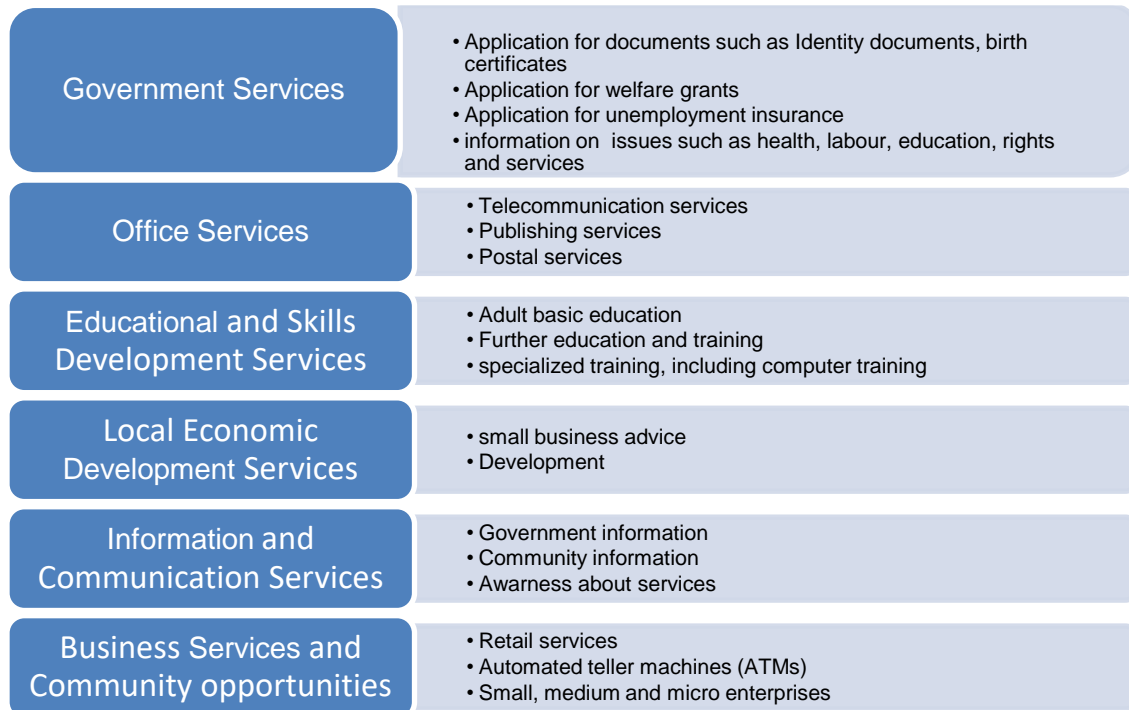 Government Services
• Application for documents such as Identity documents, birth
certificates
• Application for welfare grants
• Application for unemployment insurance
• information on issues such as health, labour, education, rights
and services
Office Services
• Telecommunication services
• Publishing services
• Postal services
Educational and Skills
Development Services
• Adult basic education
• Further education and training
• specialized training, including computer training
Local Economic
Development Services
• small business advice
• Development
Information and
Communication Services
• Government information
• Community information
• Awarness about services
Business Services and
Community opportunities
• Retail services
• Automated teller machines (ATMs)
• Small, medium and micro enterprises